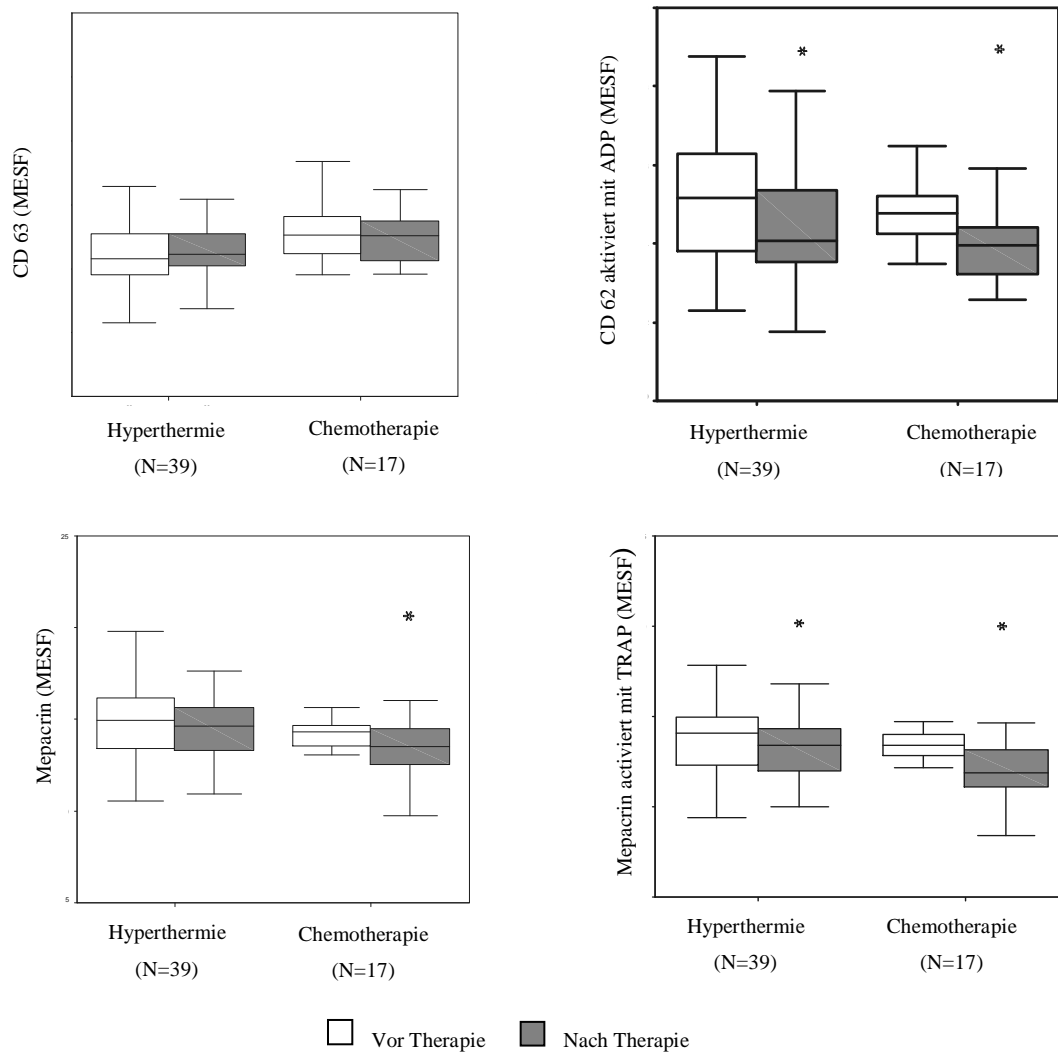 CD 63 (MESF)
Hyperthermie
(N=39)
Chemotherapie
(N=17)
CD 62 aktiviert mit ADP (MESF)
*
*
Hyperthermie
(N=39)
Chemotherapie
(N=17)
Mepacrin (MESF)
25
5
*
Hyperthermie
(N=39)
Chemotherapie
(N=17)
Mepacrin activiert mit TRAP (MESF)
*
*
Hyperthermie
(N=39)
Chemotherapie
(N=17)
Vor Therapie
Nach Therapie